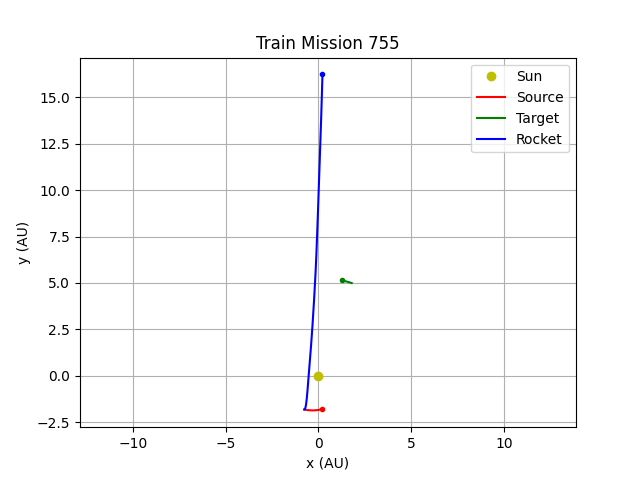 Train Mission 755
Sun
Source
Target
Rocket
15.0
12.5
10.0
7.5
5.0
2.5
0.0
−2.5
y (AU)
−10
−5
0
5
10
x (AU)